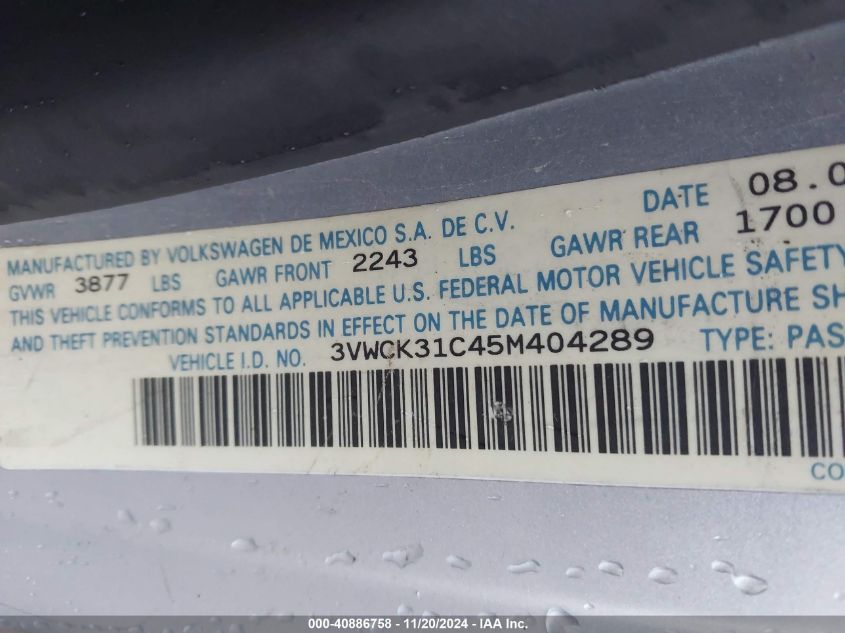 DATE 08.0
MANUFACTURED BY VOLKSWAGEN DE MEXICO S.A. DE C.V.
GVWR 3877 LBS GAWR FRONT 2243 LBS GAWR REAR 1700
THIS VEHICLE CONFORMS TO ALL APPLICABLE U.S. FEDERAL MOTOR VEHICLE SAFETY
AND THEFT PREVENTION STANDARDS IN EFFECT ON THE DATE OF MANUFACTURE SH
VEHICLE I.D. NO. 3VWCK31C45M404289 TYPE: PAS
CO
000-40886758 - 11/20/2024 - IAA Inc.